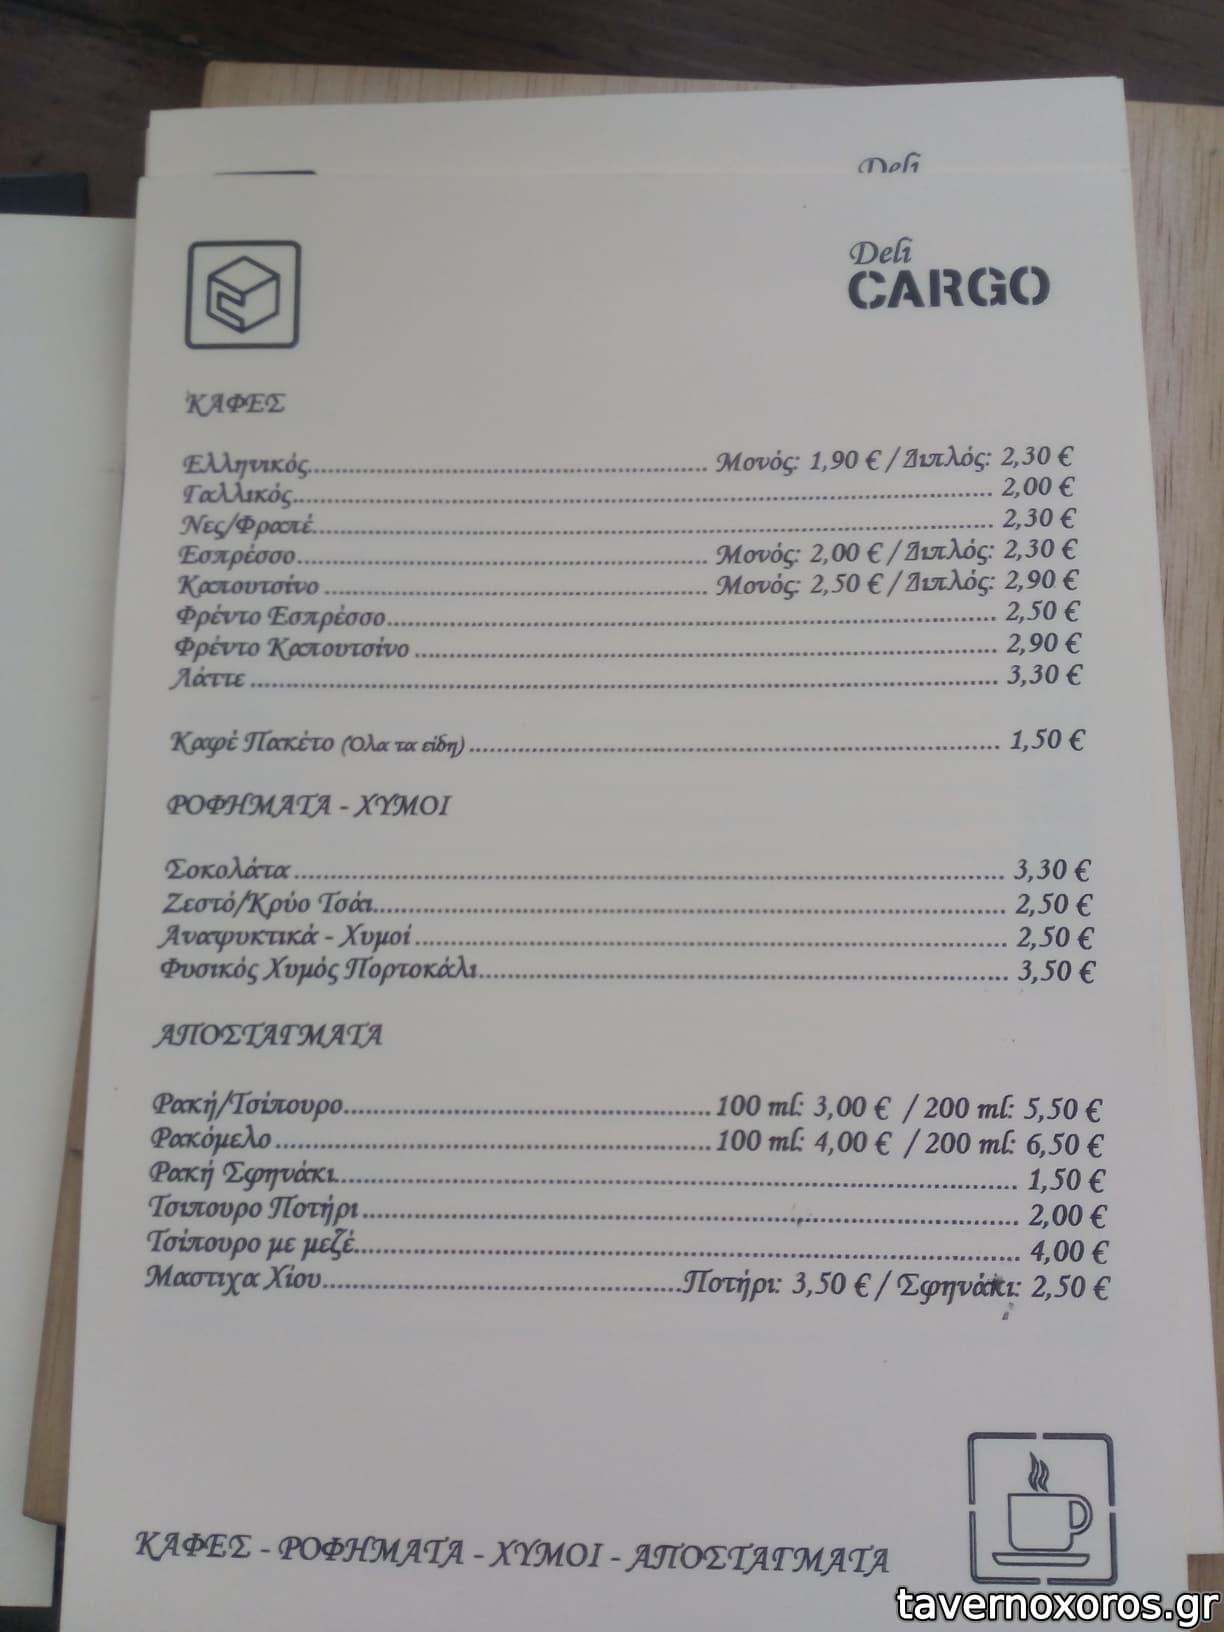 Deli
Deli
CARGO
ΚΑΦΕΣ
Ελληνικός........ Μονός: 1,90 € / Διπλός: 2,30 €
Γαλλικός........ 2,00 €
Νες/Φραπέ........ 2,30 €
Εσπρέσσο........ Μονός: 2,00 € / Διπλός: 2,30 €
Καπουτσίνο ........ Μονός: 2,50 € / Διπλός: 2,90 €
Φρέντο Εσπρέσσο........ 2,50 €
Φρέντο Καπουτσίνο ........ 2,90 €
Λάττε ........ 3,30 €
Καφέ Πακέτο (Όλα τα είδη) ........ 1,50 €
ΡΟΦΗΜΑΤΑ - ΧΥΜΟΙ
Σοκολάτα ........ 3,30 €
Ζεστό/Κρύο Τσάι........ 2,50 €
Αναψυκτικά - Χυμοί ........ 2,50 €
Φυσικός Χυμός Πορτοκάλι........ 3,50 €
ΑΠΟΣΤΑΓΜΑΤΑ
Ρακή/Τσίπουρο........ 100 ml: 3,00 € / 200 ml: 5,50 €
Ρακόμελο ........ 100 ml: 4,00 € / 200 ml: 6,50 €
Ρακή Σφηνάκι........ 1,50 €
Τσιπουρο Ποτήρι ........ 2,00 €
Τσίπουρο με μεζέ........ 4,00 €
Μαστιχα Χίου........ Ποτήρι: 3,50 € / Σφηνάκι: 2,50 €
ΚΑΦΕΣ - ΡΟΦΗΜΑΤΑ - ΧΥΜΟΙ - ΑΠΟΣΤΑΓΜΑΤΑ
tavernoxoros.gr